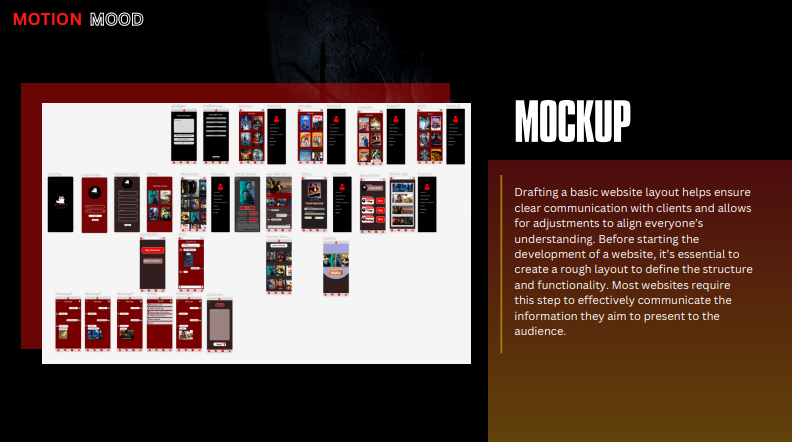 MOTION MOOD
MOCKUP
Drafting a basic website layout helps ensure
clear communication with clients and allows
for adjustments to align everyone's
understanding. Before starting the
development of a website, it's essential to
create a rough layout to define the structure
and functionality. Most websites require
this step to effectively communicate the
information they aim to present to the
audience.